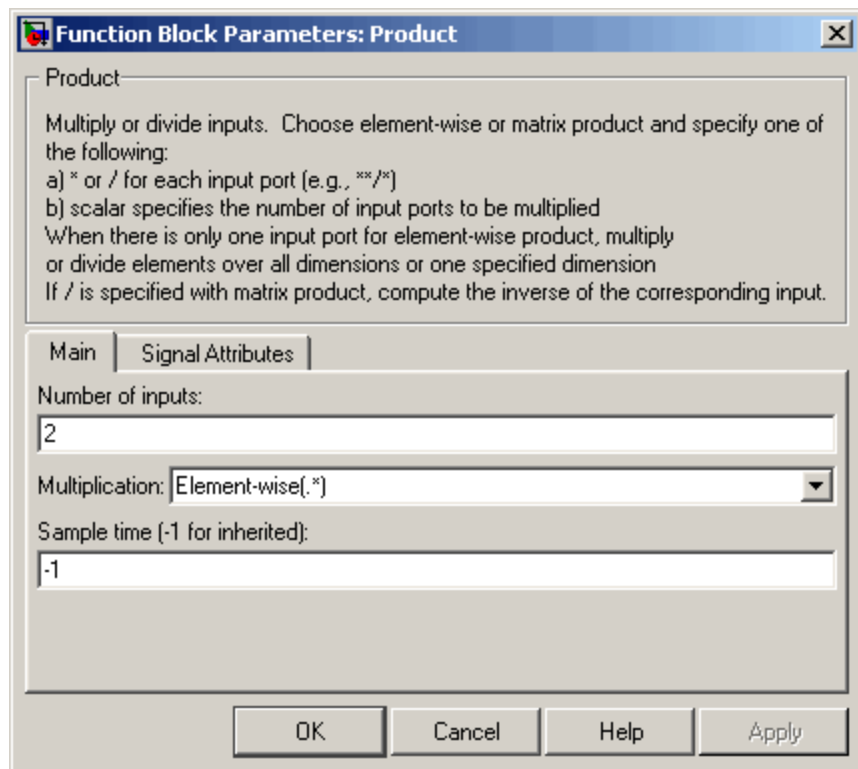 Function Block Parameters: Product
Product
Multiply or divide inputs.  Choose element-wise or matrix product and specify one of
the following:
a) * or / for each input port (e.g., **/*)
b) scalar specifies the number of input ports to be multiplied
When there is only one input port for element-wise product, multiply
or divide elements over all dimensions or one specified dimension
If / is specified with matrix product, compute the inverse of the corresponding input.
Main
Signal Attributes
Number of inputs:
2
Multiplication: Element-wise(.*)
Sample time (-1 for inherited):
-1
OK
Cancel
Help
Apply